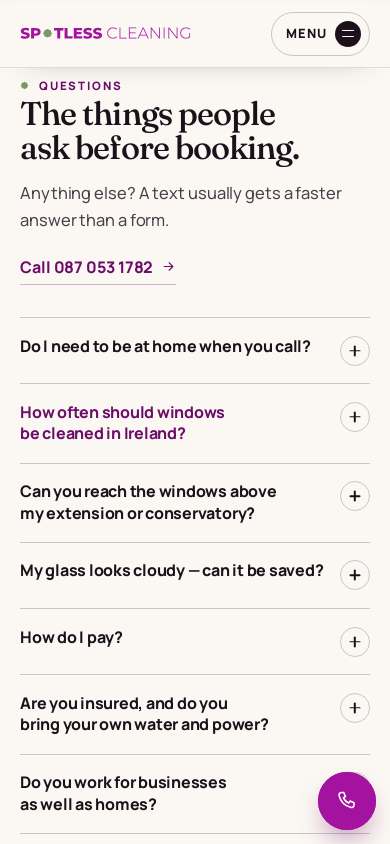 SPOTLESS CLEANING
MENU
QUESTIONS
The things people
ask before booking.
Anything else? A text usually gets a faster
answer than a form.
Call 087 053 1782 →
Do I need to be at home when you call?
How often should windows
be cleaned in Ireland?
Can you reach the windows above
my extension or conservatory?
My glass looks cloudy — can it be saved?
How do I pay?
Are you insured, and do you
bring your own water and power?
Do you work for businesses
as well as homes?